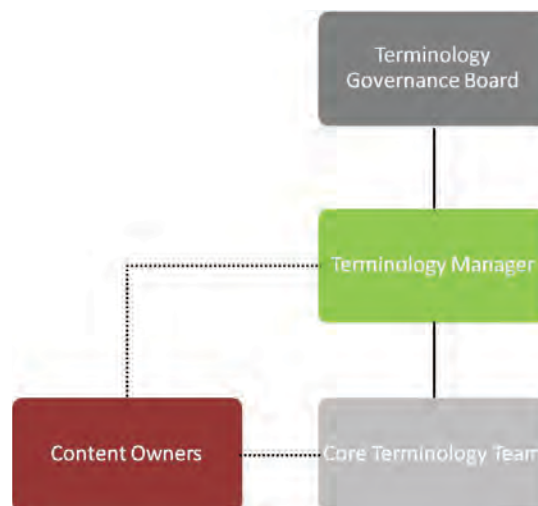 Terminology
Governance Board
Terminology Manager
Content Owners
Core Terminology Team